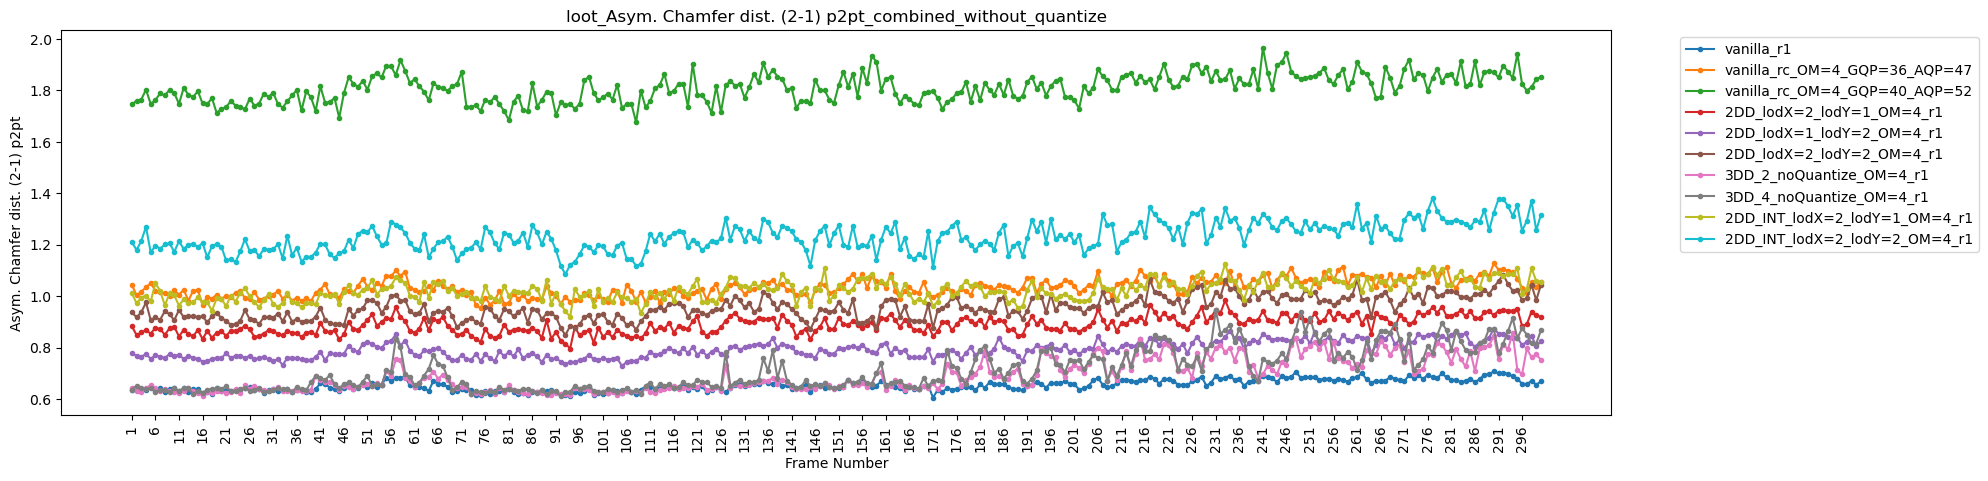 loot_Asym. Chamfer dist. (2-1) p2pt_combined_without_quantize
Asym. Chamfer dist. (2-1) p2pt
2.0
1.8
1.6
1.4
1.2
1.0
0.8
0.6
1 6 11 16 21 26 31 36 41 46 51 56 61 66 71 76 81 86 91 96 101 106 111 116 121 126 131 136 141 146 151 156 161 166 171 176 181 186 191 196 201 206 211 216 221 226 231 236 241 246 251 256 261 266 271 276 281 286 291 296
Frame Number
vanilla_r1
vanilla_rc_OM=4_GQP=36_AQP=47
vanilla_rc_OM=4_GQP=40_AQP=52
2DD_lodX=2_lodY=1_OM=4_r1
2DD_lodX=1_lodY=2_OM=4_r1
2DD_lodX=2_lodY=2_OM=4_r1
3DD_2_noQuantize_OM=4_r1
3DD_4_noQuantize_OM=4_r1
2DD_INT_lodX=2_lodY=1_OM=4_r1
2DD_INT_lodX=2_lodY=2_OM=4_r1